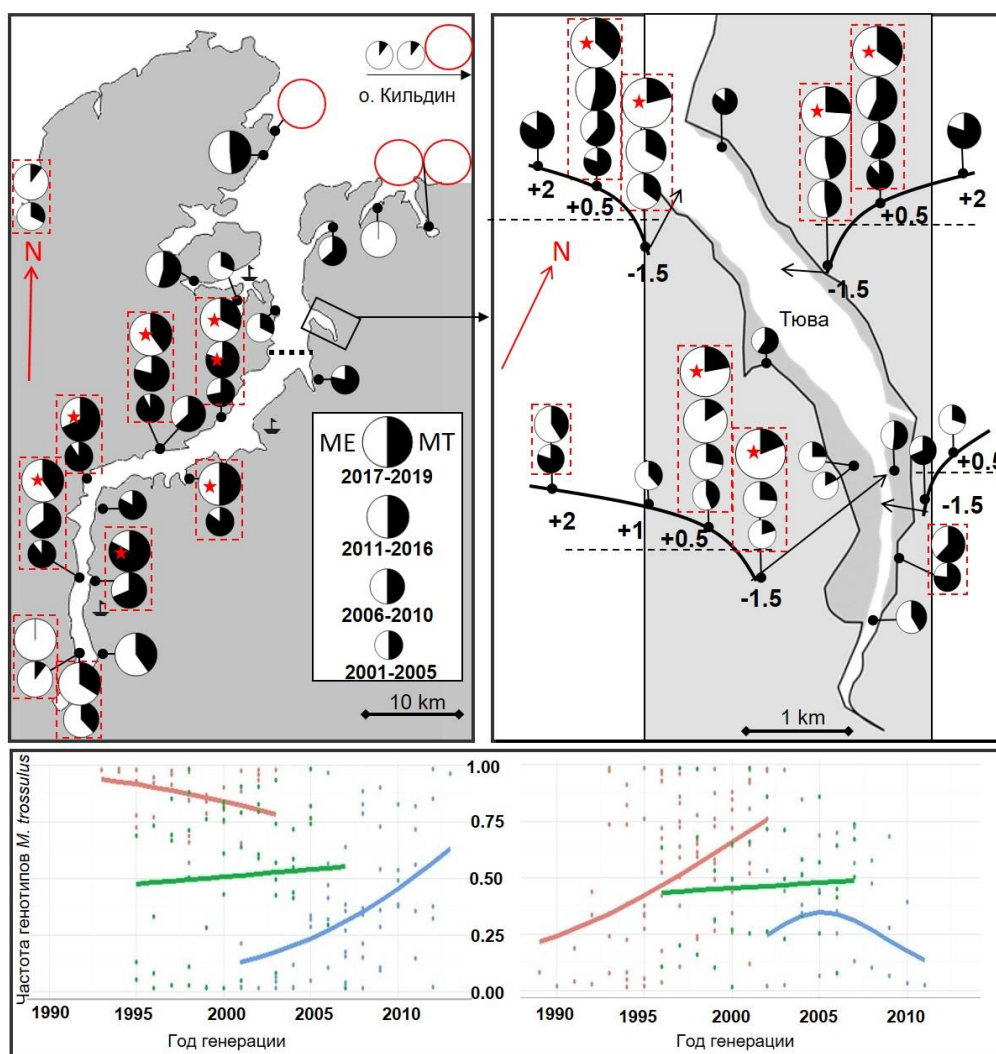 о. Кильдин
N
ME MT
2017-2019
2011-2016
2006-2010
2001-2005
10 km
+2
+0.5
-1.5
+0.5
+2
-1.5
N
Тюва
+2
+1
+0.5
-1.5
+0.5
-1.5
1 km
Частота генотипов M. trossulus
1.00
0.75
0.50
0.25
0.00
1990 1995 2000 2005 2010
Год генерации
1990 1995 2000 2005 2010
Год генерации